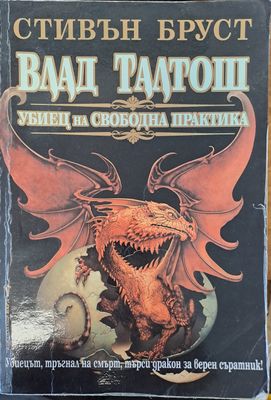 СТИВЪН БРУСТ
ВЛАД ТАЛТОШ
УБИЕЦ НА СВОБОДНА ПРАКТИКА
Убиецът, тръгнал на смърт, търси дракон за верен съратник!